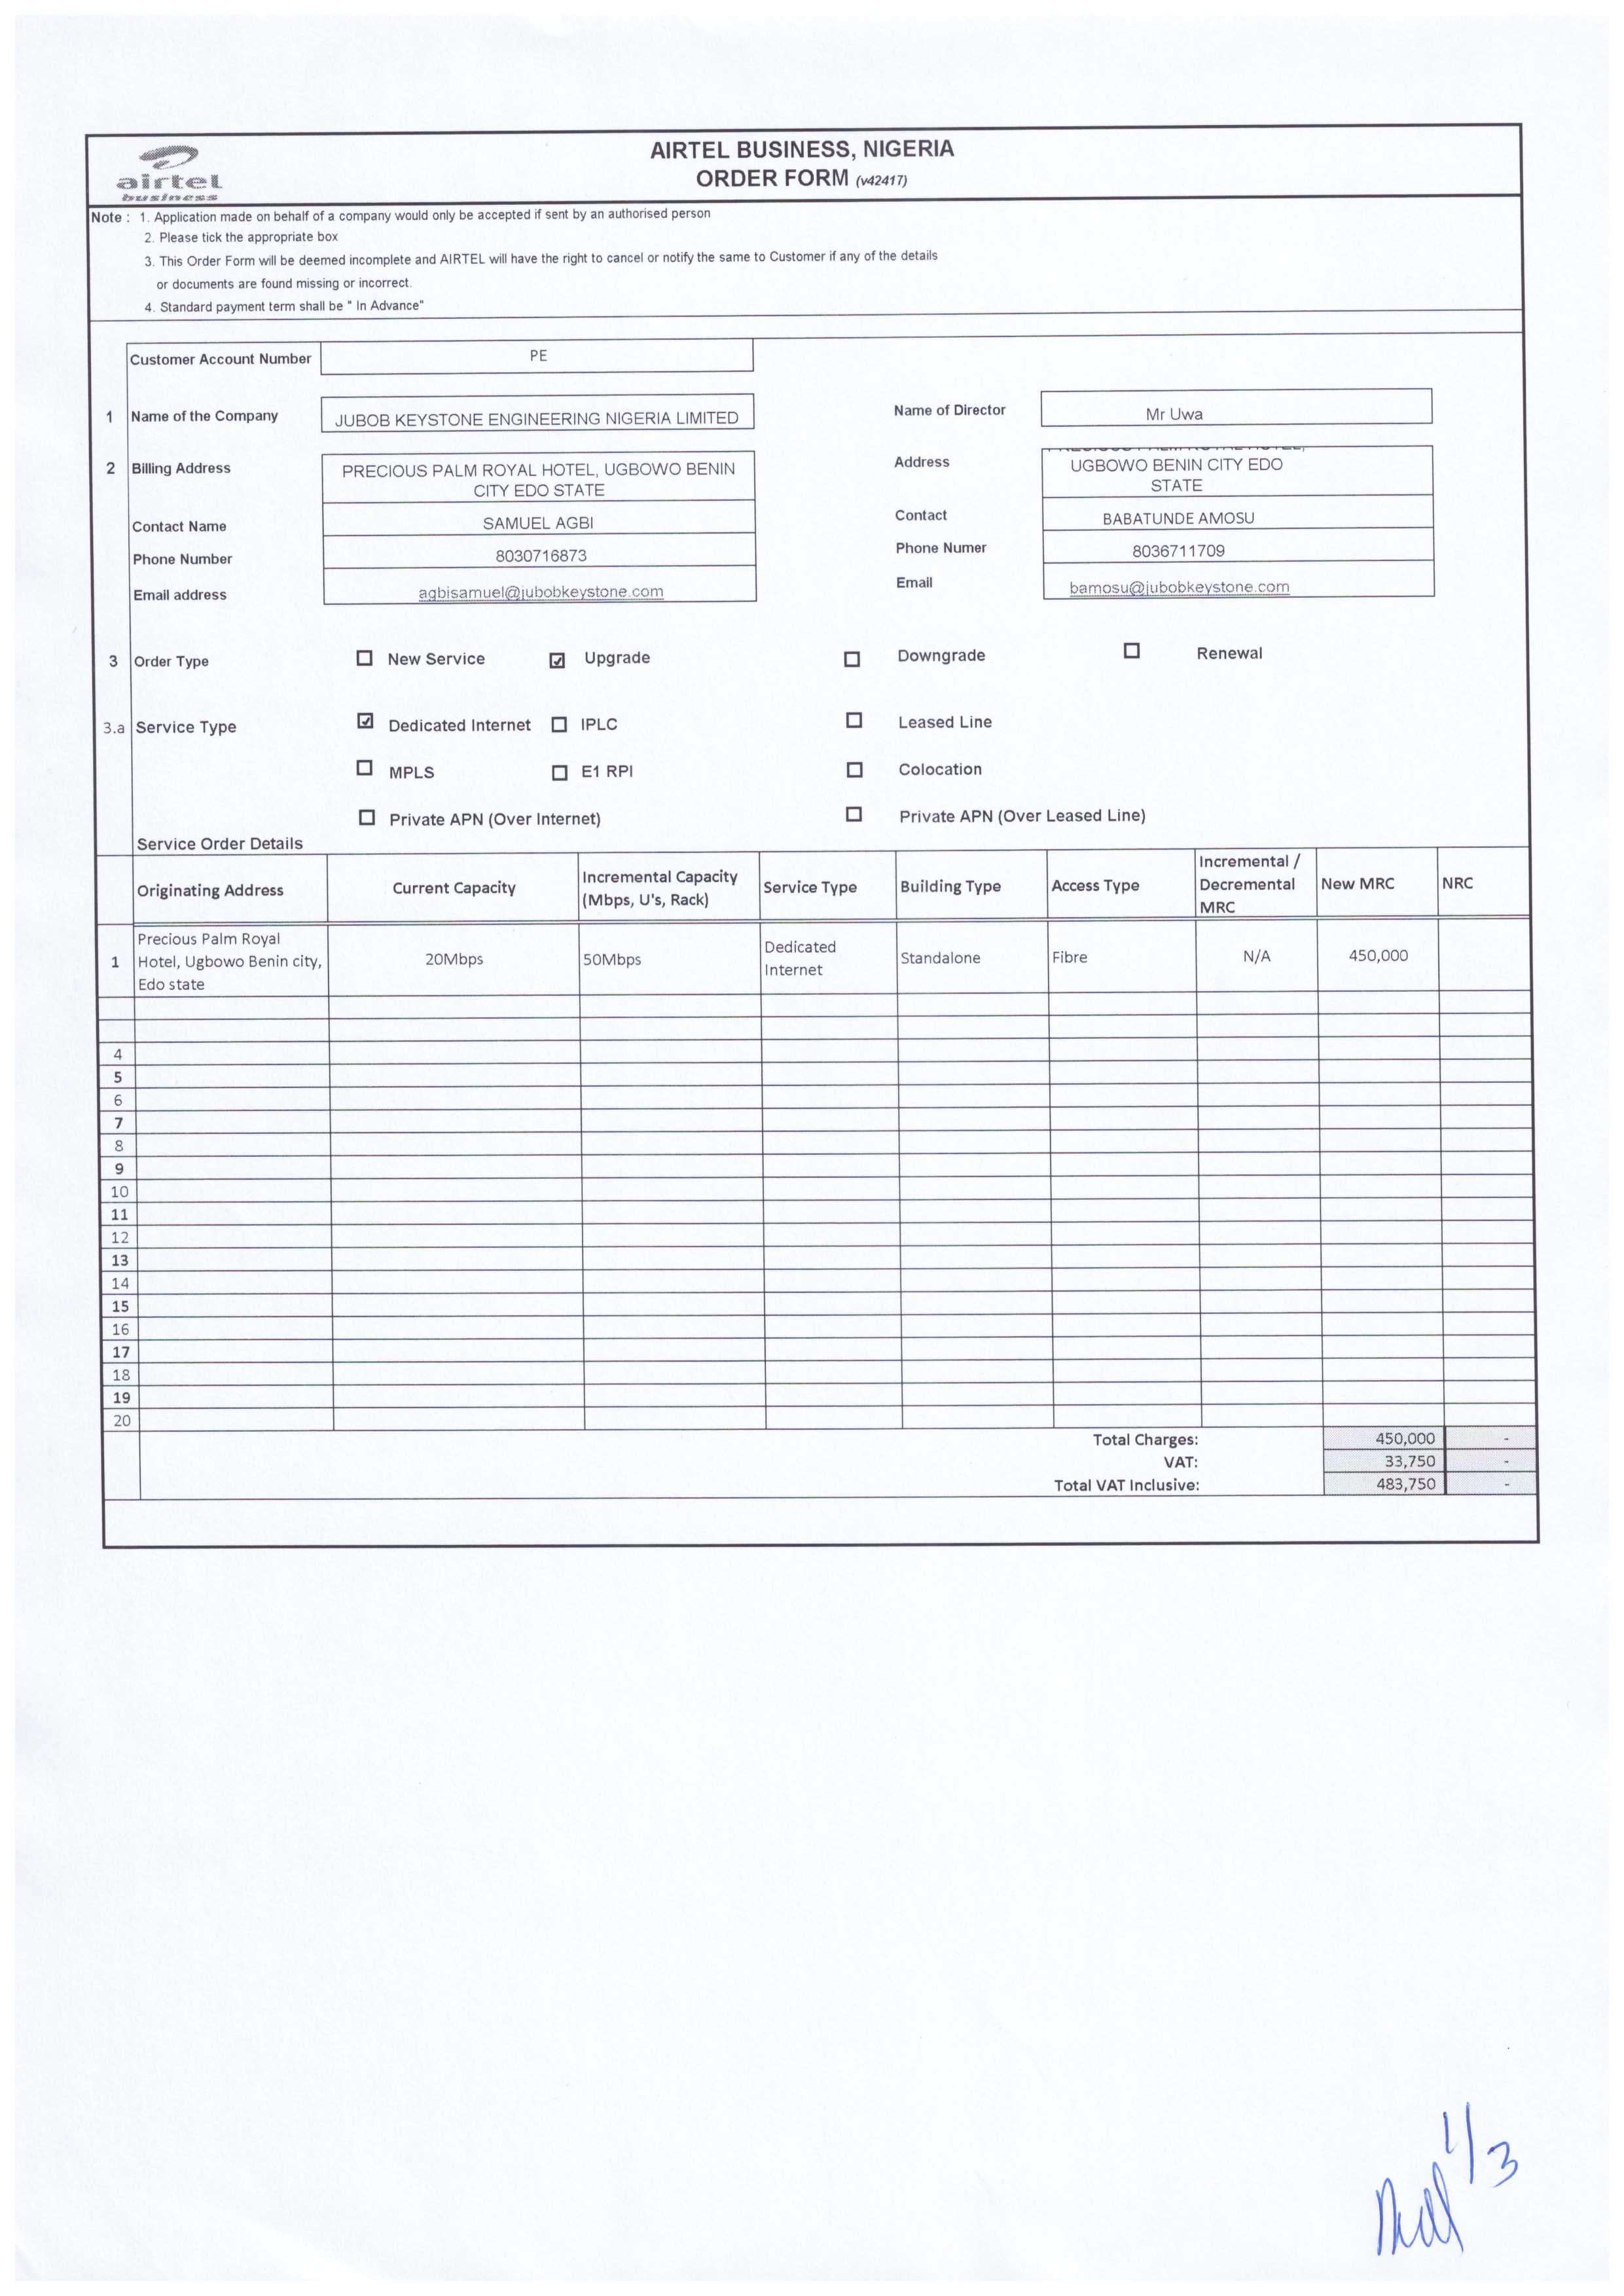 airtel
business
AIRTEL BUSINESS, NIGERIA
ORDER FORM (v42417)
Note : 1. Application made on behalf of a company would only be accepted if sent by an authorised person
2. Please tick the appropriate box
3. This Order Form will be deemed incomplete and AIRTEL will have the right to cancel or notify the same to Customer if any of the details
or documents are found missing or incorrect.
4. Standard payment term shall be " In Advance"
Customer Account Number PE
1 Name of the Company JUBOB KEYSTONE ENGINEERING NIGERIA LIMITED Name of Director Mr Uwa
2 Billing Address PRECIOUS PALM ROYAL HOTEL, UGBOWO BENIN Address UGBOWO BENIN CITY EDO
CITY EDO STATE STATE
Contact Name SAMUEL AGBI Contact BABATUNDE AMOSU
Phone Number 8030716873 Phone Numer 8036711709
Email address agbisamuel@jubobkeystone.com Email bamosu@jubobkeystone.com
3 Order Type ☐ New Service ☑ Upgrade ☐ Downgrade ☐ Renewal
3.a Service Type ☑ Dedicated Internet ☐ IPLC ☐ Leased Line
☐ MPLS ☐ E1 RPI ☐ Colocation
☐ Private APN (Over Internet) ☐ Private APN (Over Leased Line)
Service Order Details
Originating Address Current Capacity Incremental Capacity (Mbps, U's, Rack) Service Type Building Type Access Type Incremental / Decremental MRC New MRC NRC
1 Precious Palm Royal Hotel, Ugbowo Benin city, Edo state 20Mbps 50Mbps Dedicated Internet Standalone Fibre N/A 450,000
4
5
6
7
8
9
10
11
12
13
14
15
16
17
18
19
20
Total Charges: 450,000 -
VAT: 33,750 -
Total VAT Inclusive: 483,750 -
1/3